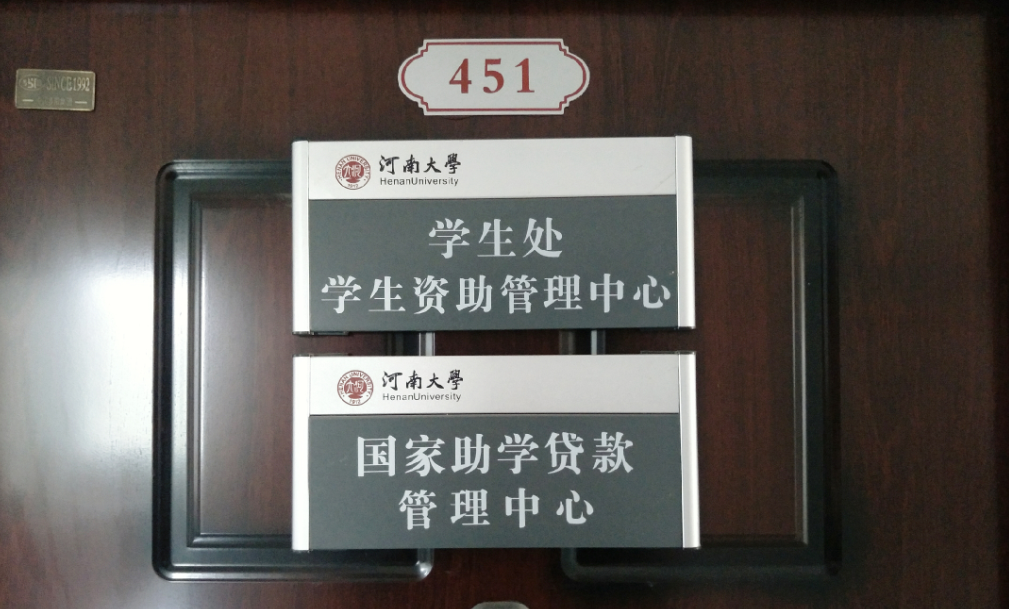 SINCE1992
451
河南大學
HenanUniversity
学生处
学生资助管理中心
河南大學
HenanUniversity
国家助学贷款
管理中心